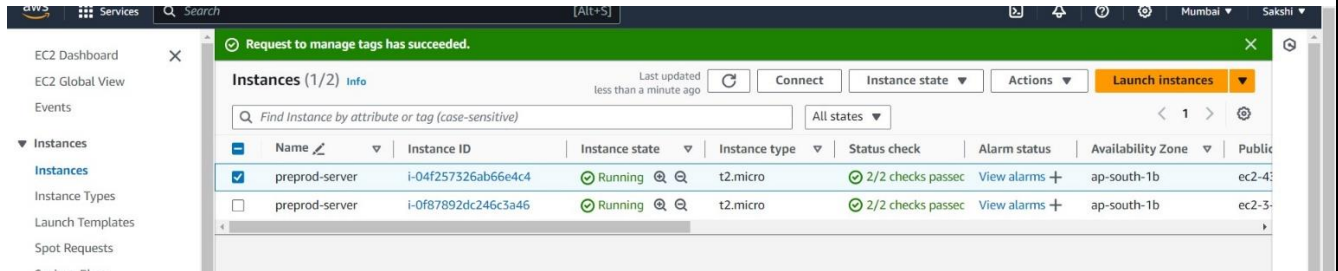 aws Services Search [Alt+S] Mumbai ▼ Sakshi ▼
EC2 Dashboard
EC2 Global View
Events
▼ Instances
Instances
Instance Types
Launch Templates
Spot Requests
Request to manage tags has succeeded.
Instances (1/2) Info
Last updated
less than a minute ago
Connect Instance state ▼ Actions ▼ Launch instances ▼
Find Instance by attribute or tag (case-sensitive) All states ▼ < 1 >
Name Instance ID Instance state Instance type Status check Alarm status Availability Zone Public
preprod-server i-04f257326ab66e4c4 Running t2.micro 2/2 checks passec View alarms + ap-south-1b ec2-43
preprod-server i-0f87892dc246c3a46 Running t2.micro 2/2 checks passec View alarms + ap-south-1b ec2-3-